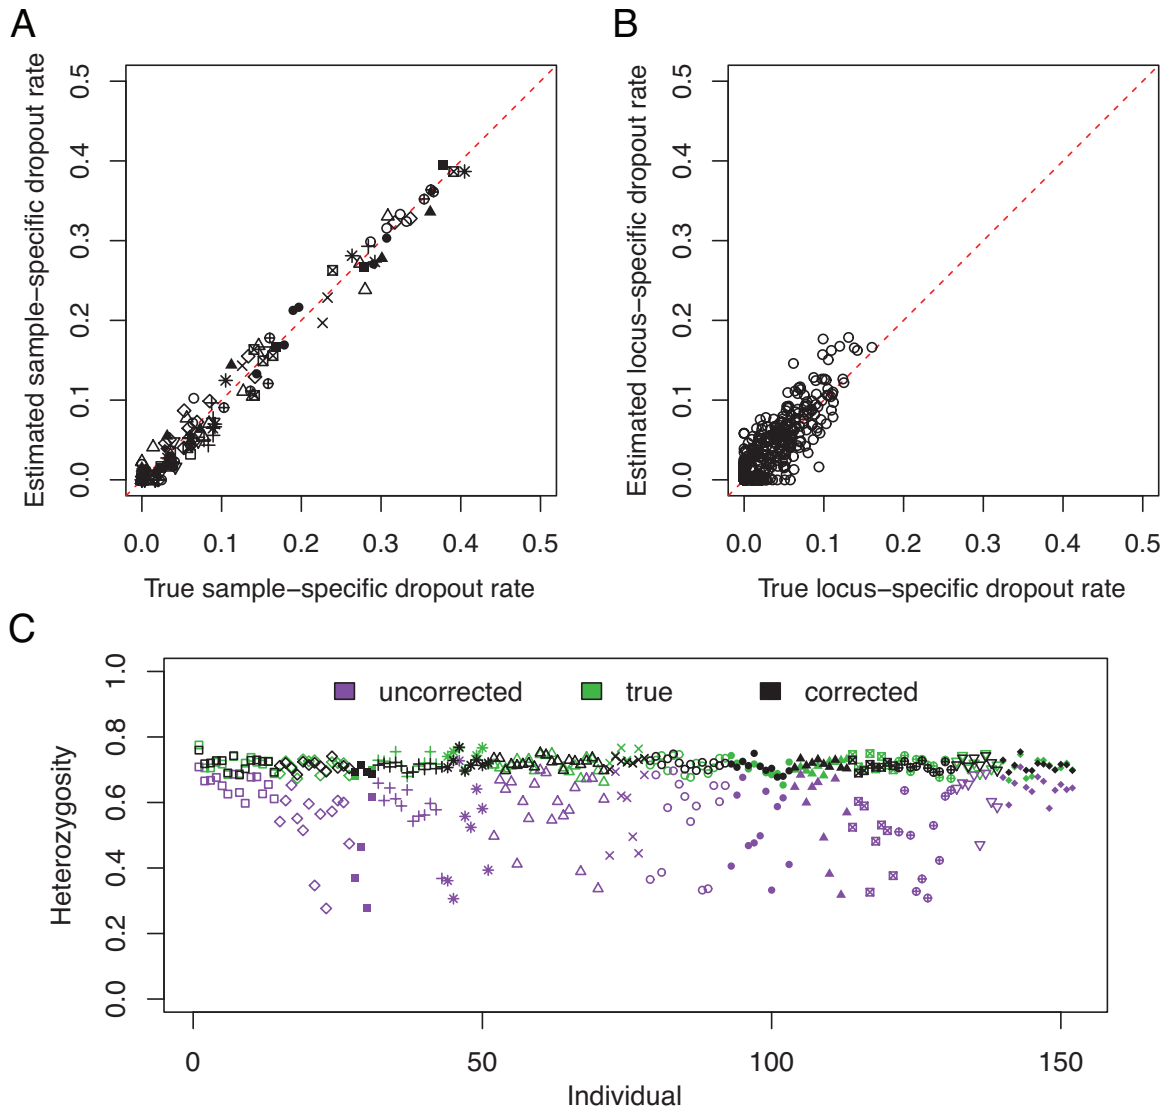 A
B
Estimated sample−specific dropout rate
0.5
0.4
0.3
0.2
0.1
0.0
0.0 0.1 0.2 0.3 0.4 0.5
True sample−specific dropout rate
Estimated locus−specific dropout rate
0.5
0.4
0.3
0.2
0.1
0.0
0.0 0.1 0.2 0.3 0.4 0.5
True locus−specific dropout rate
C
Heterozygosity
1.0
0.8
0.6
0.4
0.2
0.0
uncorrected true corrected
0 50 100 150
Individual